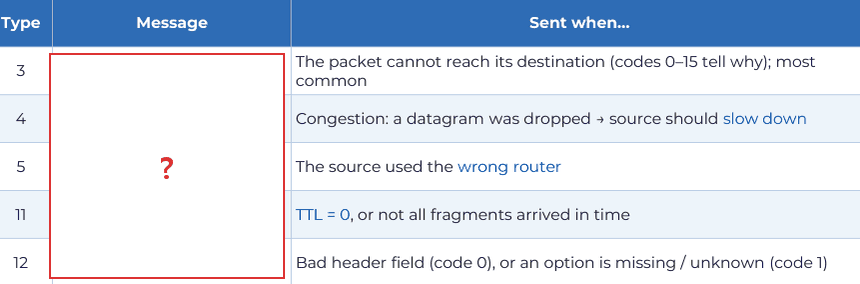 Type Message Sent when...
3 The packet cannot reach its destination (codes 0–15 tell why); most
common
4 Congestion: a datagram was dropped → source should slow down
?
5 The source used the wrong router
11 TTL = 0, or not all fragments arrived in time
12 Bad header field (code 0), or an option is missing / unknown (code 1)